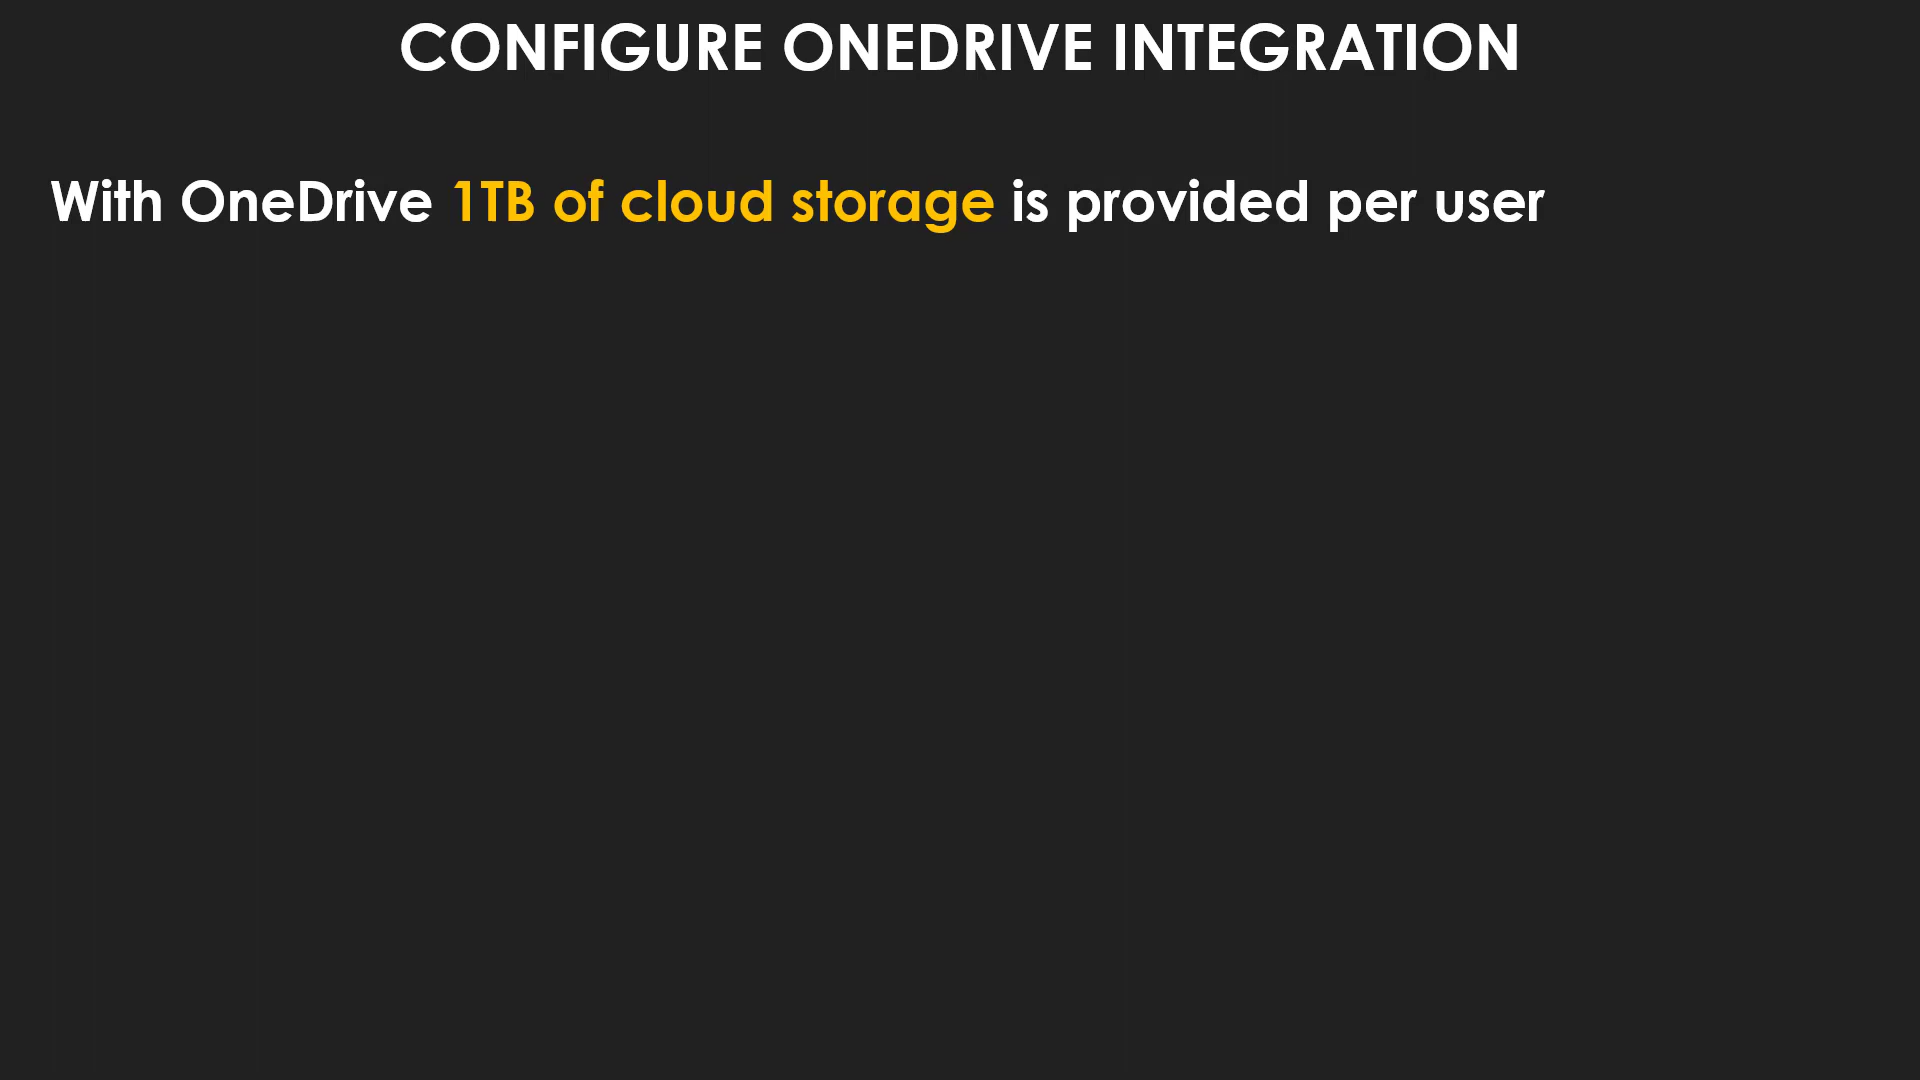 CONFIGURE ONEDRIVE INTEGRATION
With OneDrive 1TB of cloud storage is provided per user